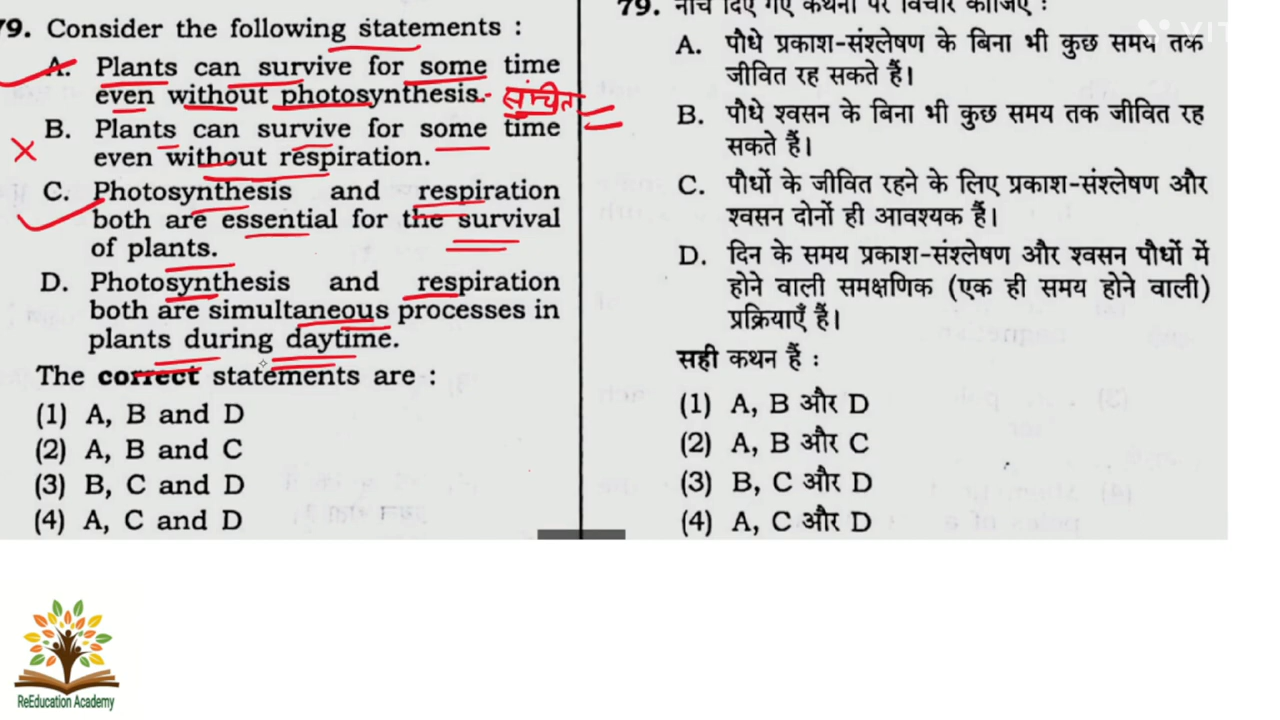 79. Consider the following statements :
A. Plants can survive for some time
even without photosynthesis. संचित
B. Plants can survive for some time
even without respiration.
C. Photosynthesis and respiration
both are essential for the survival
of plants.
D. Photosynthesis and respiration
both are simultaneous processes in
plants during daytime.
The correct statements are :
(1) A, B and D
(2) A, B and C
(3) B, C and D
(4) A, C and D
79. नीचे दिए गए कथनों पर विचार कीजिए :
A. पौधे प्रकाश-संश्लेषण के बिना भी कुछ समय तक
जीवित रह सकते हैं।
B. पौधे श्वसन के बिना भी कुछ समय तक जीवित रह
सकते हैं।
C. पौधों के जीवित रहने के लिए प्रकाश-संश्लेषण और
श्वसन दोनों ही आवश्यक हैं।
D. दिन के समय प्रकाश-संश्लेषण और श्वसन पौधों में
होने वाली समक्षणिक (एक ही समय होने वाली)
प्रक्रियाएँ हैं।
सही कथन हैं :
(1) A, B और D
(2) A, B और C
(3) B, C और D
(4) A, C और D
ReEducation Academy